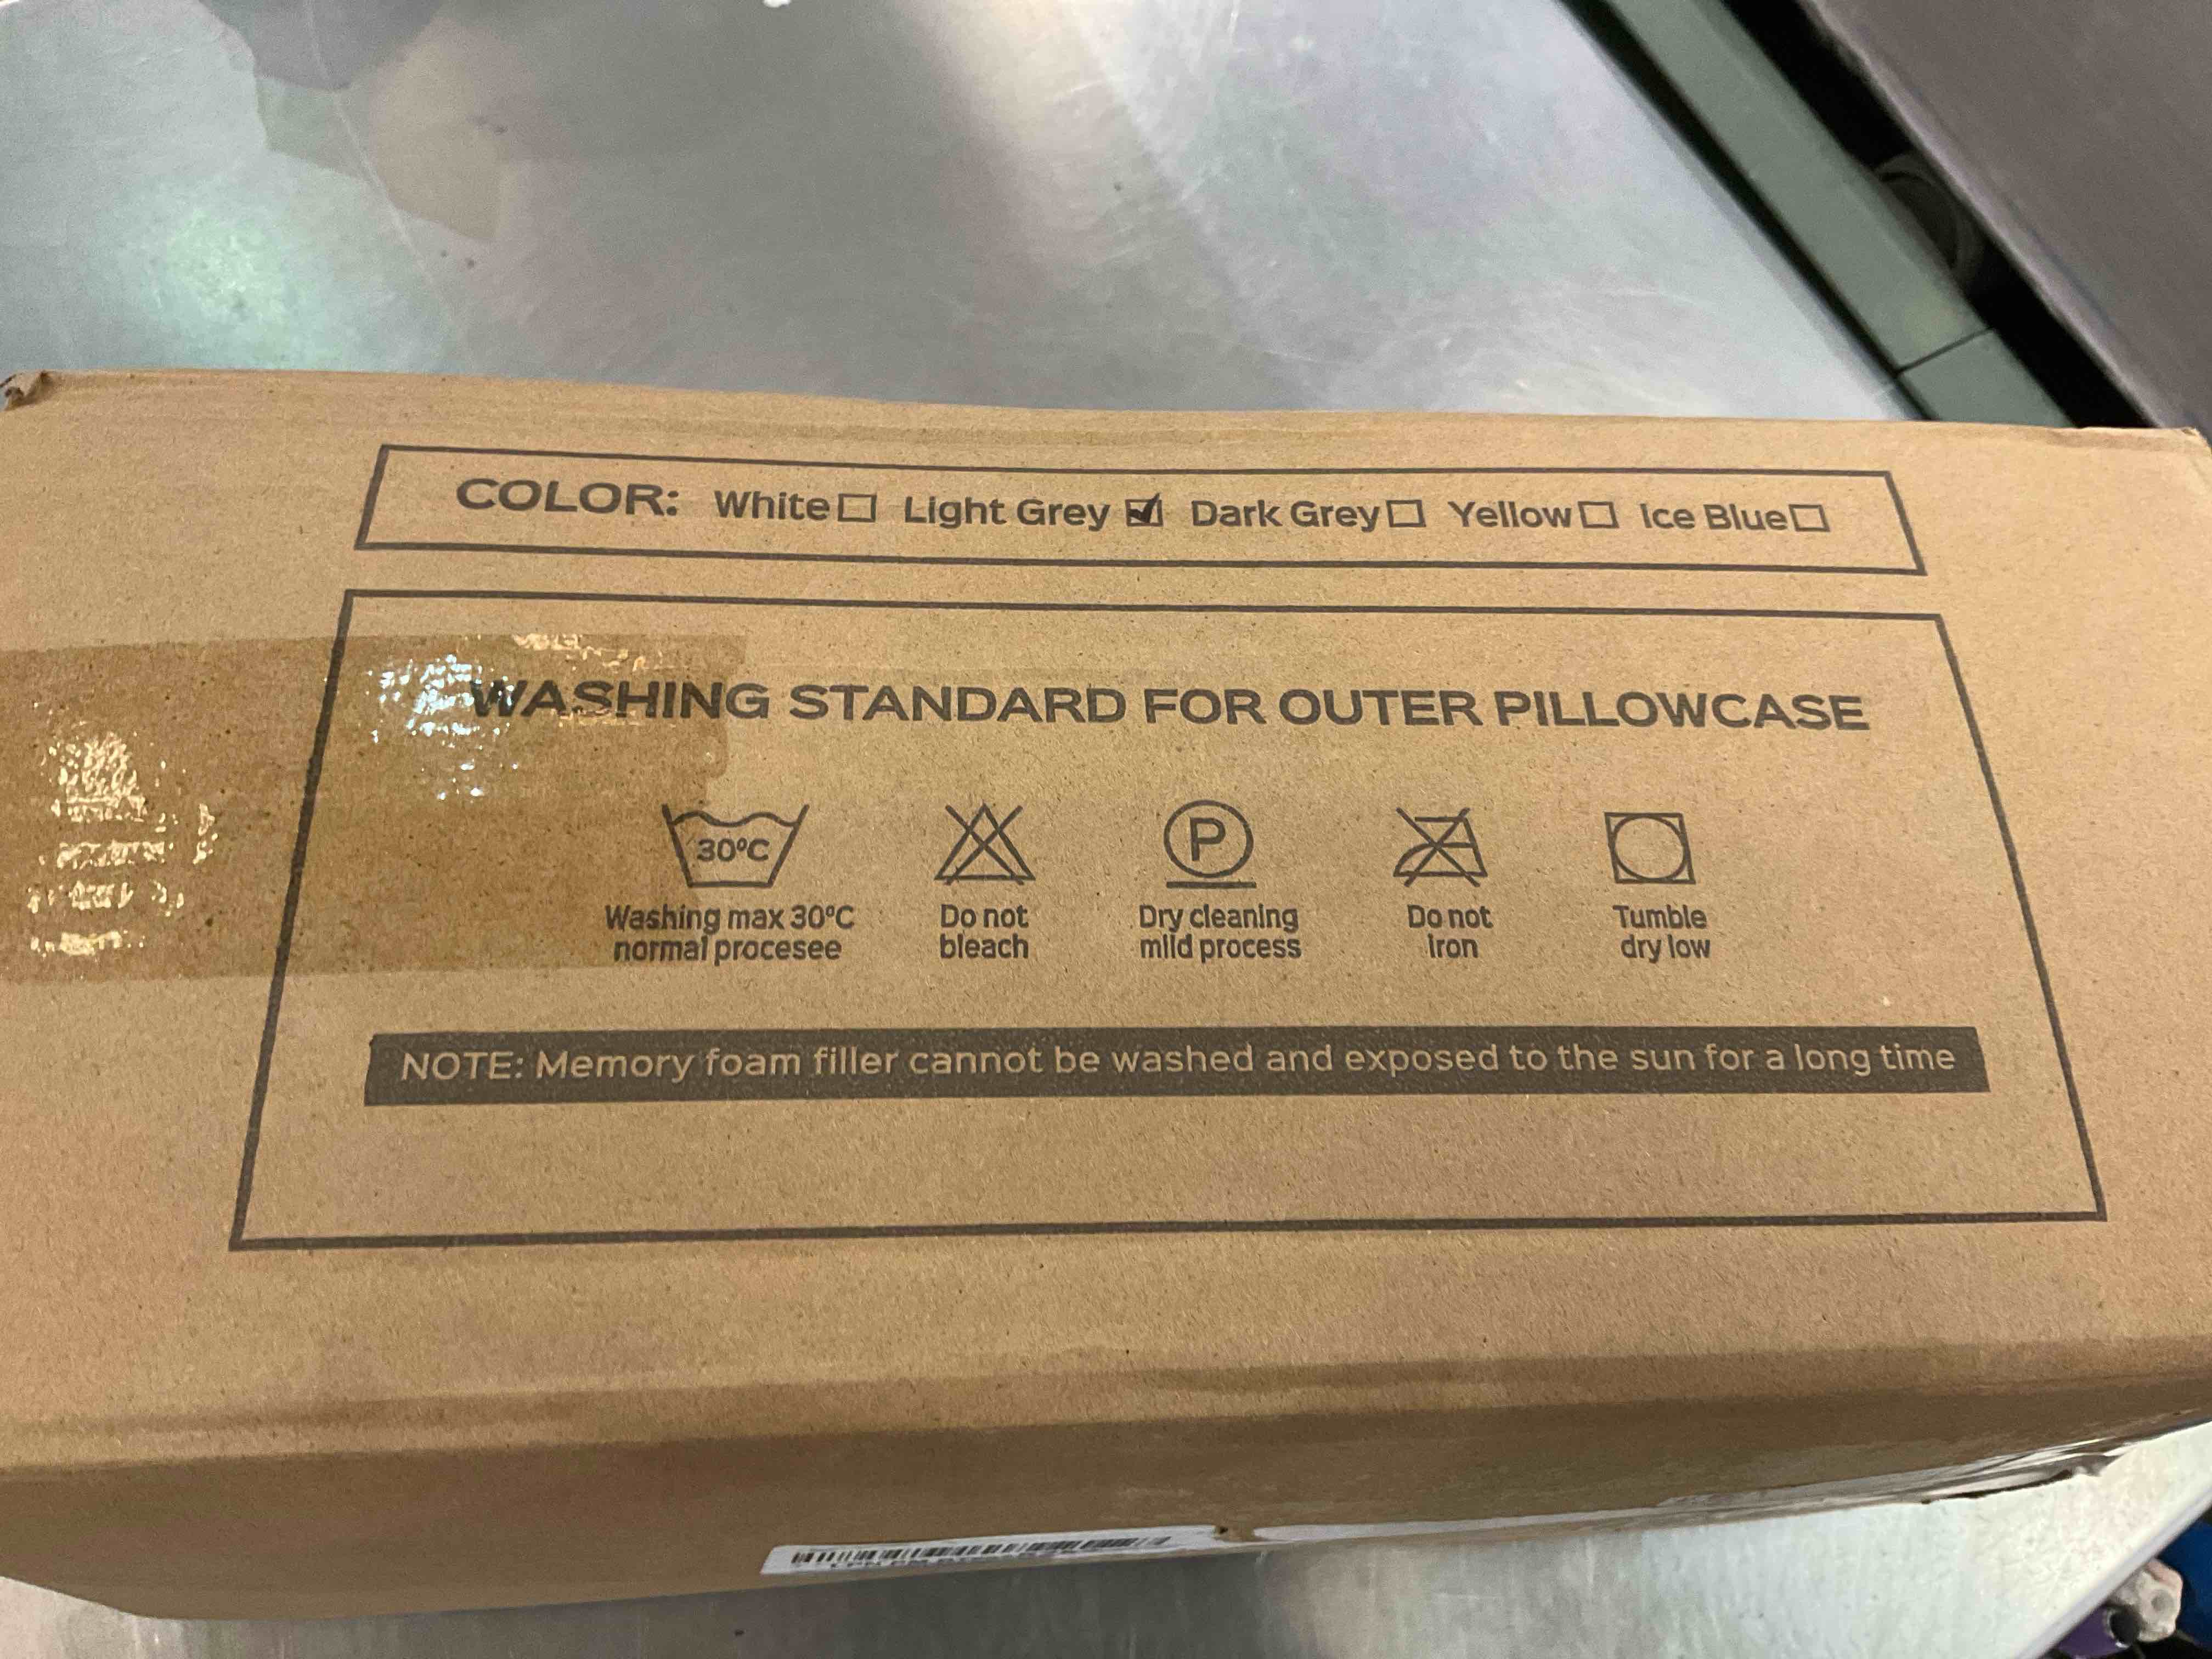 COLOR: White☐ Light Grey ☑ Dark Grey☐ Yellow☐ Ice Blue☐
WASHING STANDARD FOR OUTER PILLOWCASE
30°C
P
Washing max 30°C
normal procesee
Do not
bleach
Dry cleaning
mild process
Do not
Iron
Tumble
dry low
NOTE: Memory foam filler cannot be washed and exposed to the sun for a long time